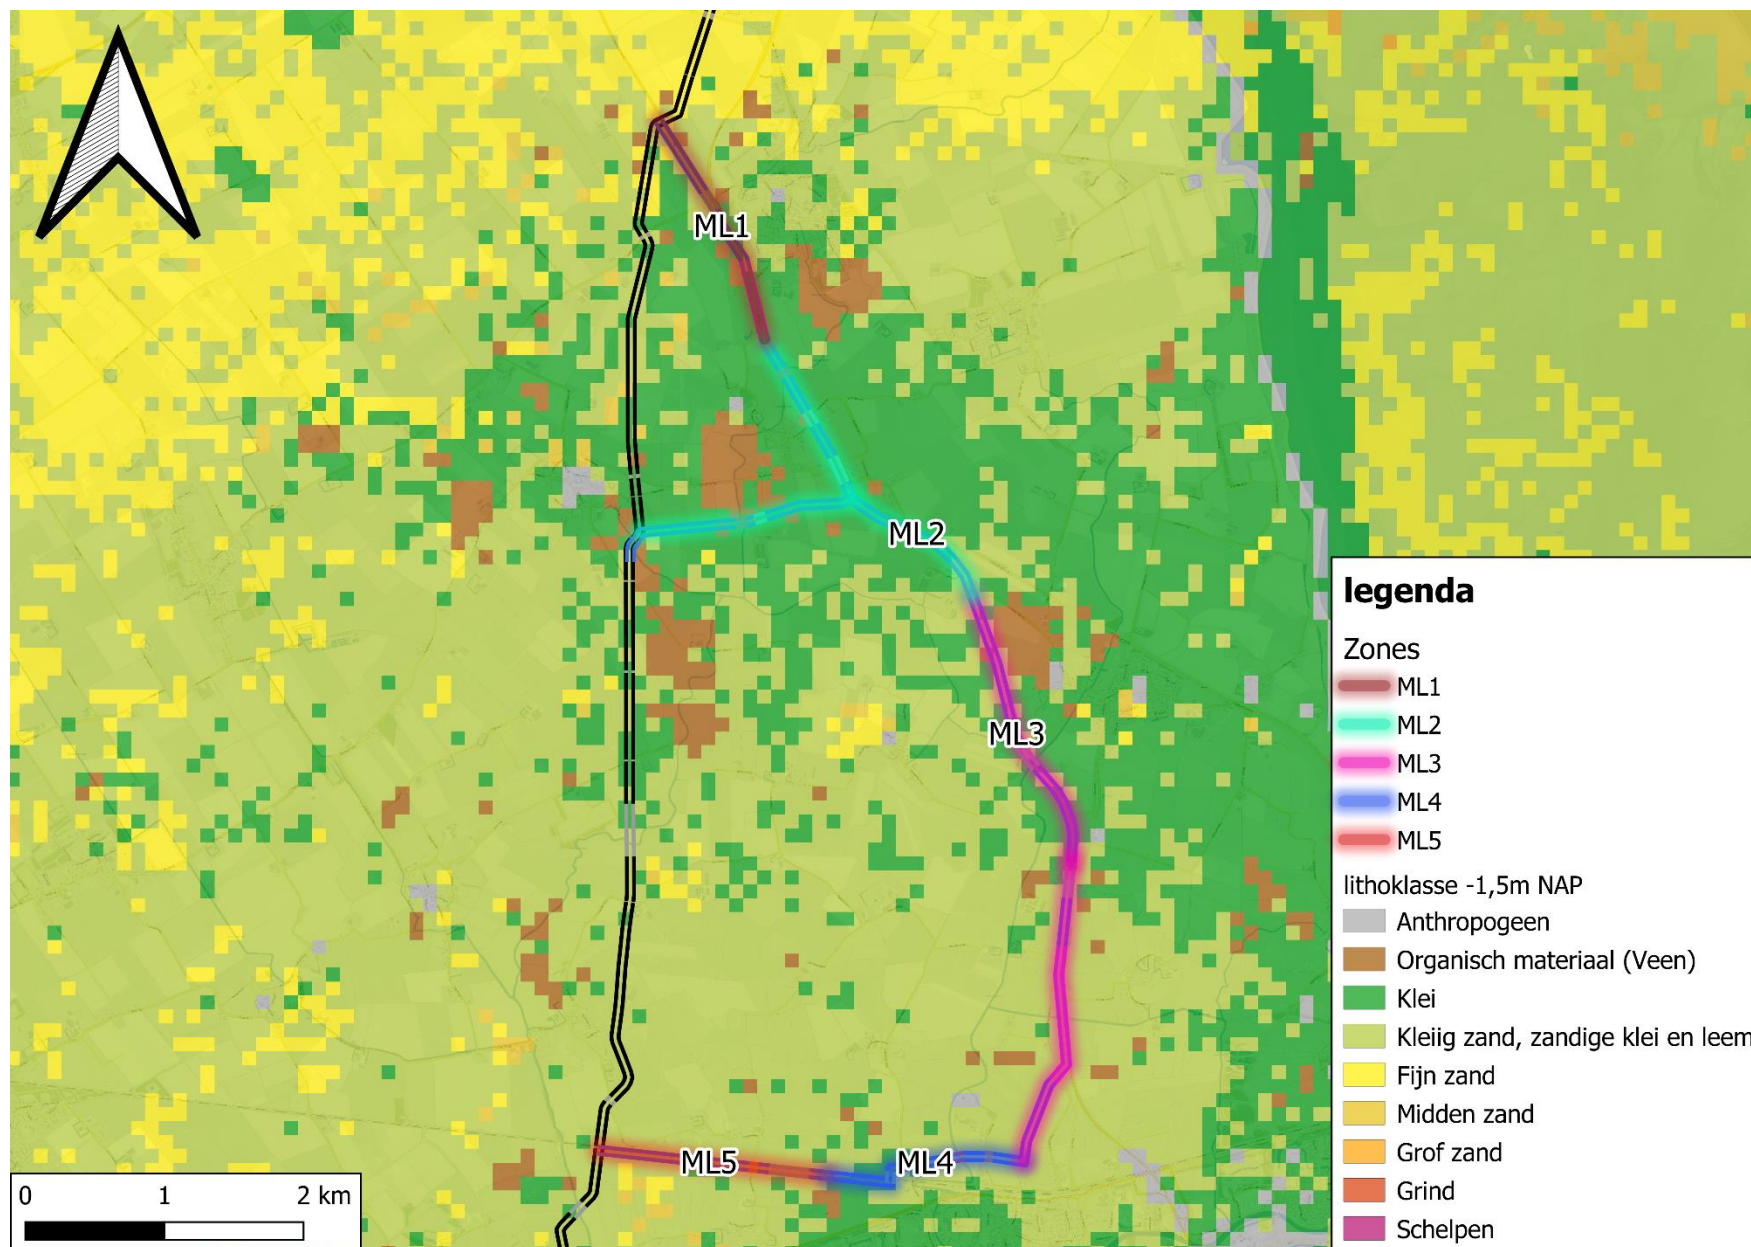 ML1
ML2
ML3
ML5
ML4
0 1 2 km
legenda
Zones
ML1
ML2
ML3
ML4
ML5
lithoklasse -1,5m NAP
Anthropogeen
Organisch materiaal (Veen)
Klei
Kleiig zand, zandige klei en leem
Fijn zand
Midden zand
Grof zand
Grind
Schelpen